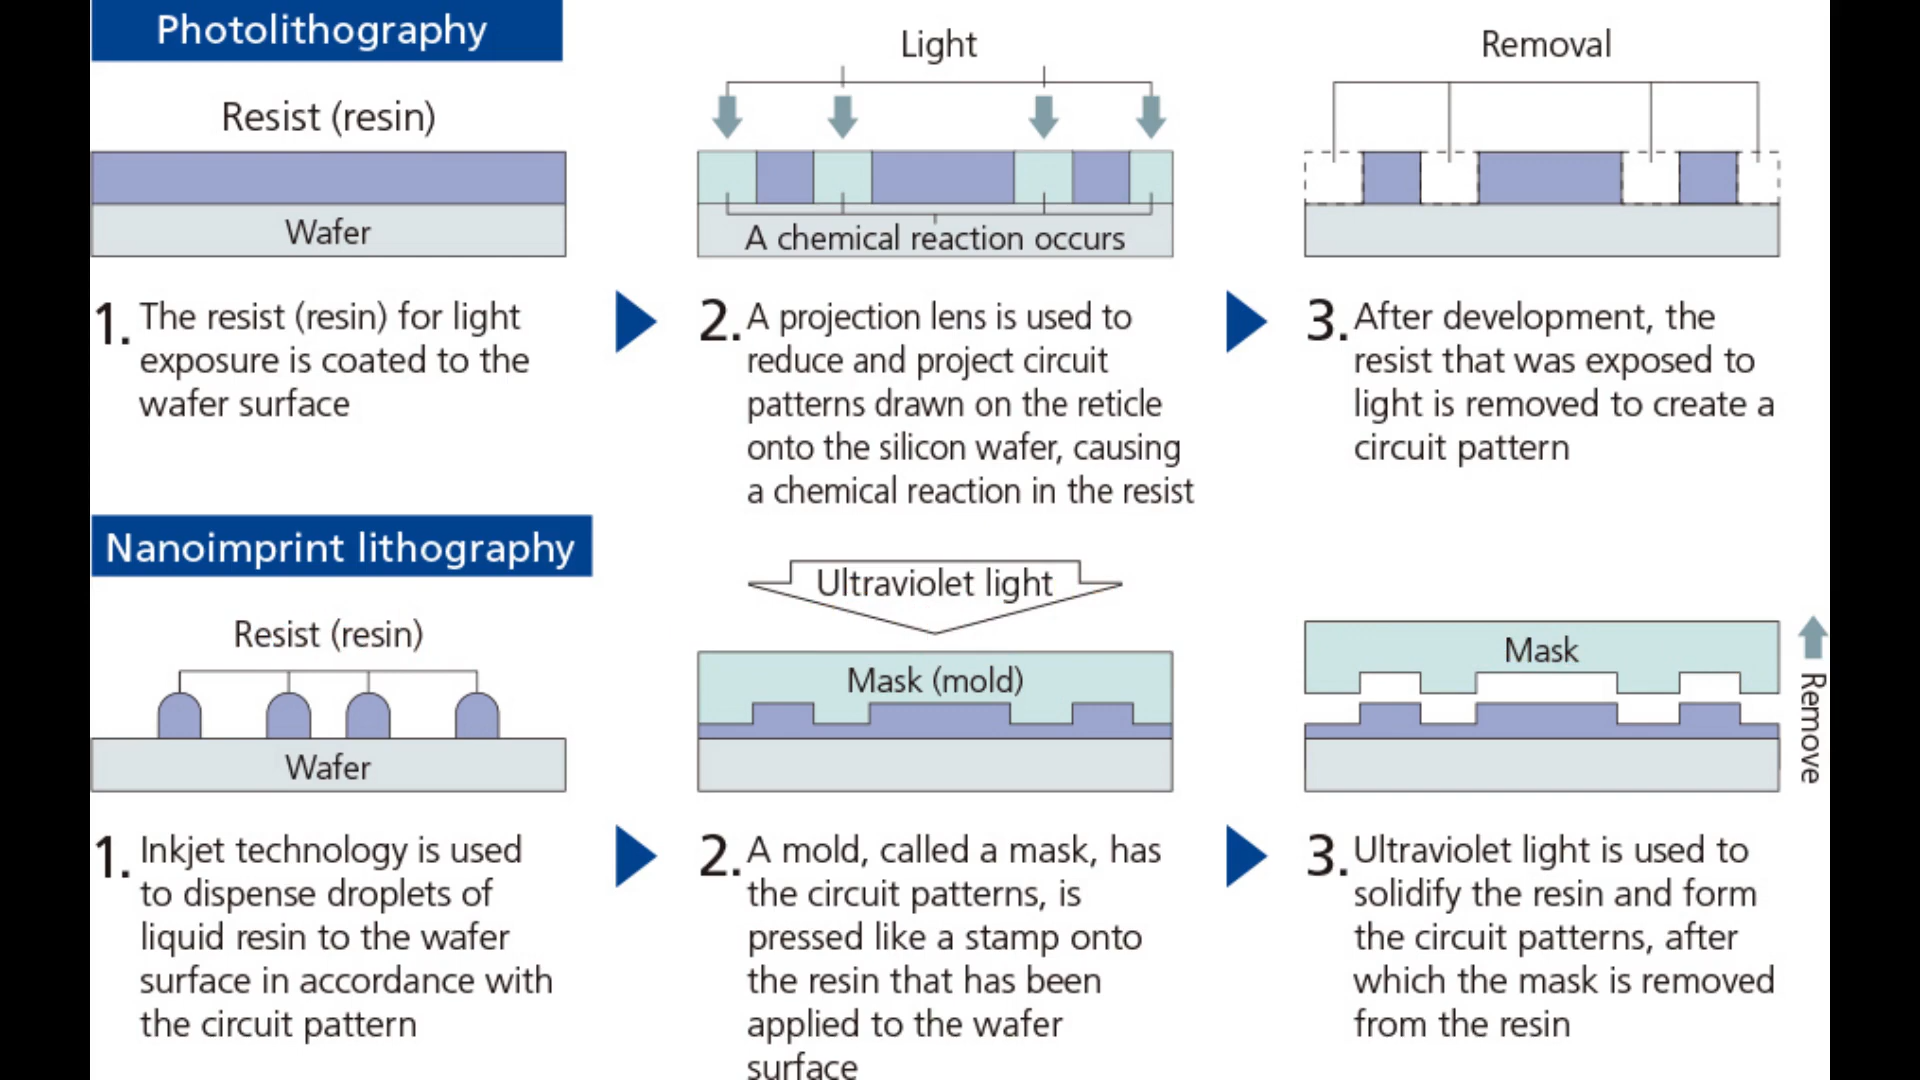 Photolithography
Resist (resin)
Wafer
1. The resist (resin) for light
exposure is coated to the
wafer surface
Light
A chemical reaction occurs
2. A projection lens is used to
reduce and project circuit
patterns drawn on the reticle
onto the silicon wafer, causing
a chemical reaction in the resist
Removal
3. After development, the
resist that was exposed to
light is removed to create a
circuit pattern
Nanoimprint lithography
Resist (resin)
Wafer
1. Inkjet technology is used
to dispense droplets of
liquid resin to the wafer
surface in accordance with
the circuit pattern
Ultraviolet light
Mask (mold)
2. A mold, called a mask, has
the circuit patterns, is
pressed like a stamp onto
the resin that has been
applied to the wafer
surface
Mask
Remove
3. Ultraviolet light is used to
solidify the resin and form
the circuit patterns, after
which the mask is removed
from the resin